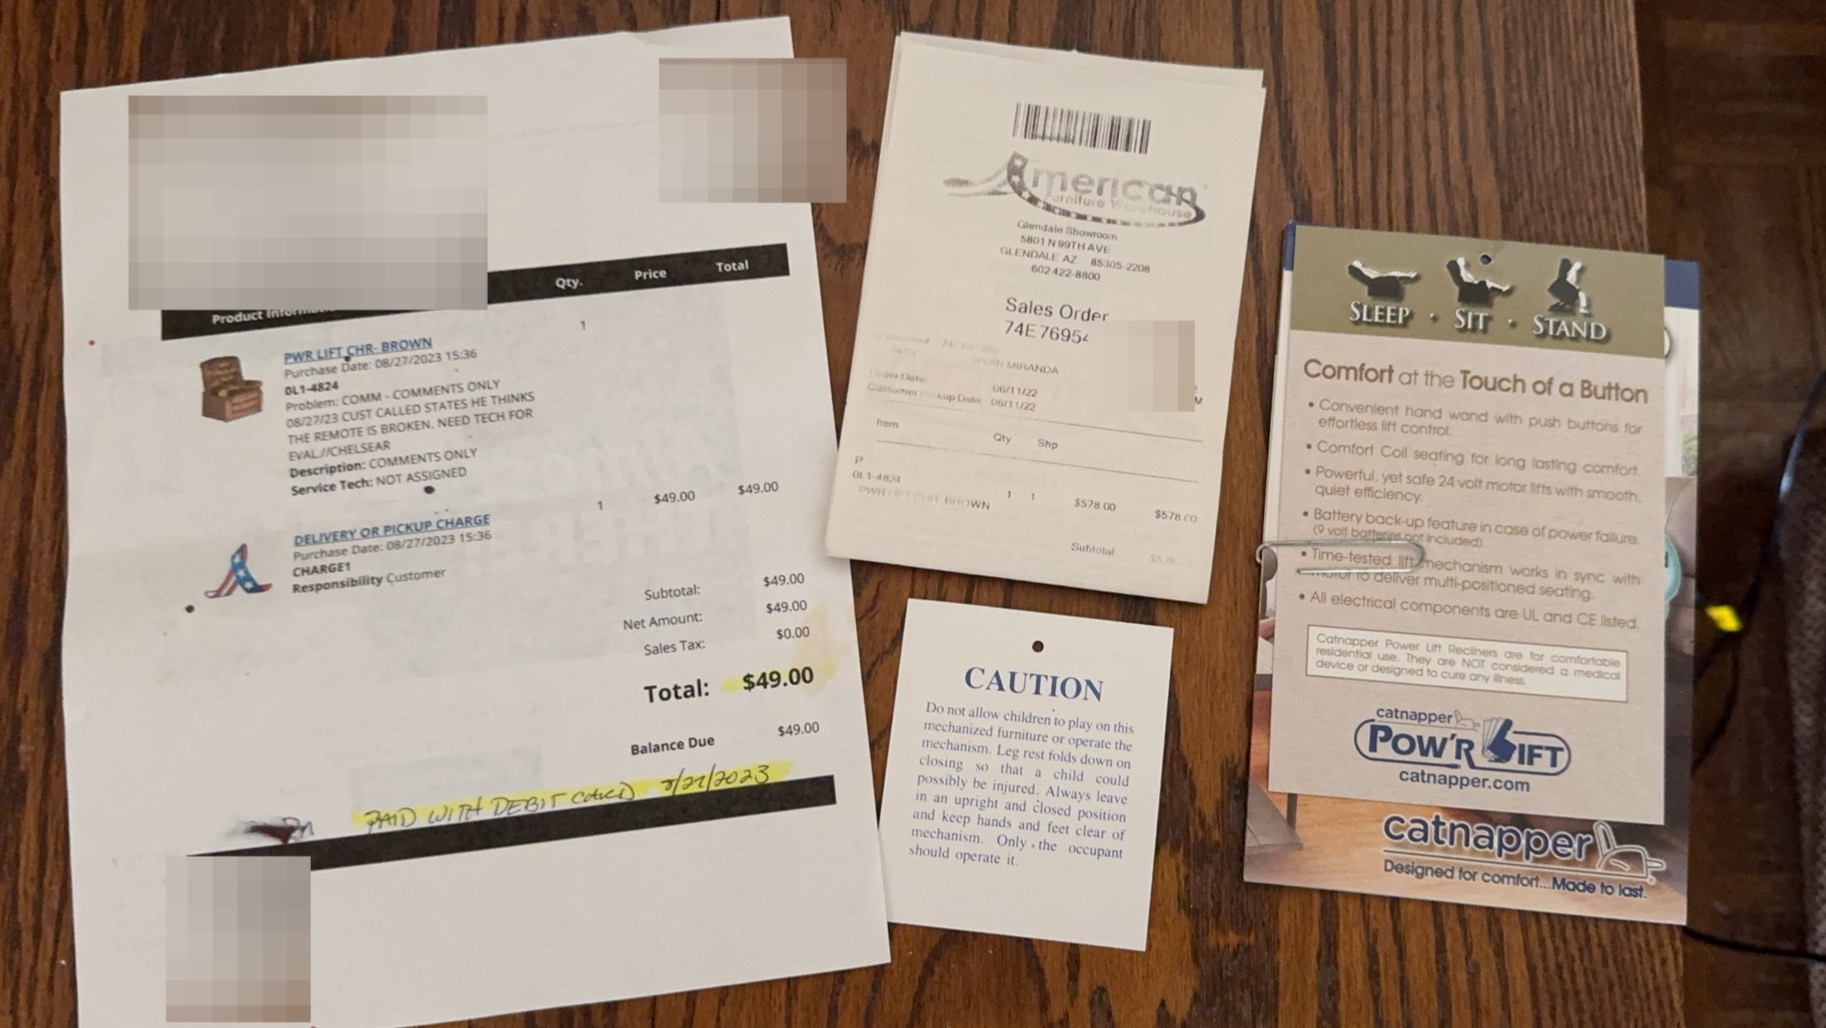 Qty.
Price
Total
Product Informati
PWR LIFT CHR- BROWN
Purchase Date: 08/27/2023 15:36
0L1-4824
Problem: COMM - COMMENTS ONLY
08/27/23 CUST CALLED STATES HE THINKS
THE REMOTE IS BROKEN. NEED TECH FOR
EVAL.//CHELSEAR
Description: COMMENTS ONLY
Service Tech: NOT ASSIGNED
1
DELIVERY OR PICKUP CHARGE
Purchase Date: 08/27/2023 15:36
CHARGE1
Responsibility Customer
1 $49.00 $49.00
Subtotal: $49.00
Net Amount: $49.00
Sales Tax: $0.00
Total: $49.00
Balance Due $49.00
PAID WITH DEBIT CARD
American
Furniture Warehouse
Glendale Showroom
5801 N 99TH AVE
GLENDALE AZ 85305-2208
602 422-8800
Sales Order
74E7695
MIRANDA
Order Date: 06/11/22
Customer Pickup Date: 06/11/22
M
Item Qty Shp
P
0L1-4824
PWR LIFT CHR BROWN 1 1 $578.00 $578.00
Subtotal $578.00
CAUTION
Do not allow children to play on this
mechanized furniture or operate the
mechanism. Leg rest folds down on
closing so that a child could
possibly be injured. Always leave
in an upright and closed position
and keep hands and feet clear of
mechanism. Only the occupant
should operate it.
SLEEP · SIT · STAND
Comfort at the Touch of a Button
• Convenient hand wand with push buttons for
effortless lift control.
• Comfort Coil seating for long lasting comfort.
• Powerful, yet safe 24 volt motor lifts with smooth,
quiet efficiency.
• Battery back-up feature in case of power failure.
(9 volt batteries not included)
• Time-tested lift mechanism works in sync with
motor to deliver multi-positioned seating.
• All electrical components are UL and CE listed.
Catnapper Power Lift Recliners are for comfortable
residential use. They are NOT considered a medical
device or designed to cure any illness.
catnapper
POW'R LIFT
catnapper.com
catnapper
Designed for comfort...Made to last.